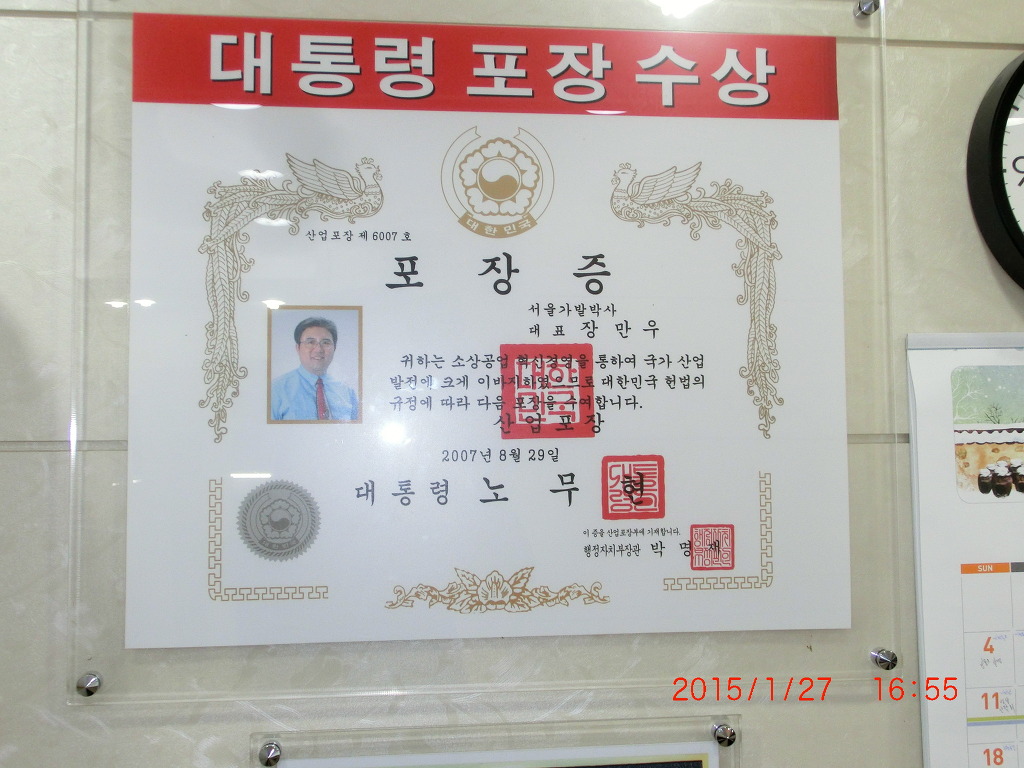 대통령 포장 수상
대한민국
산업포장 제 6007 호
포 장 증
서울가발박사
대 표 장 만 우
귀하는 소상공업 혁신경영을 통하여 국가 산업
발전에 크게 이바지하였으므로 대한민국 헌법의
규정에 따라 다음 포장을 수여합니다.
산 업 포 장
2007년 8월 29일
대 통 령 노 무 현
이 증을 산업포장부에 기재합니다.
행정자치부장관 박 명 재
SUN
4
11
18
2015/1/27 16:55